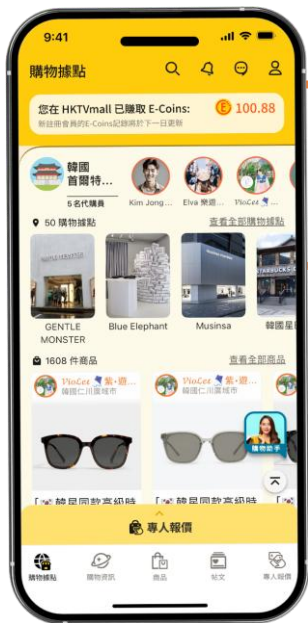 9:41
購物據點
您在 HKTVmall 已賺取 E-Coins:
E 100.88
新註冊會員的E-Coins記錄將於下一日更新
韓國
首爾特...
5 名代購員
Kim Jong...
Elva 樂遊...
VioLet
50 購物據點
查看全部購物據點
GENTLE MONSTER
STARBUCKS
GENTLE
MONSTER
Blue Elephant
Musinsa
韓國星
1608 件商品
查看全部商品
VioLet 紫•遊...
韓國仁川廣域市
VioLet 紫•遊...
韓國仁川廣域市
購物助手
「 韓星同款高級時
「 韓星同款高級時
專人報價
購物據點
購物資訊
商品
帖文
專人報價